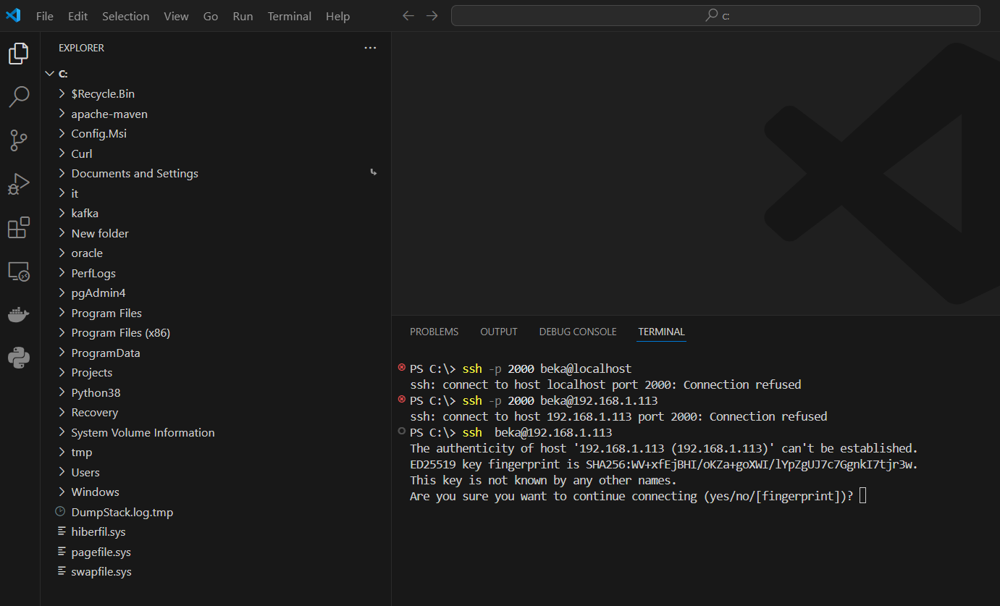 File Edit Selection View Go Run Terminal Help
C:
EXPLORER
C:
$Recycle.Bin
apache-maven
Config.Msi
Curl
Documents and Settings
it
kafka
New folder
oracle
PerfLogs
pgAdmin4
Program Files
Program Files (x86)
ProgramData
Projects
Python38
Recovery
System Volume Information
tmp
Users
Windows
DumpStack.log.tmp
hiberfil.sys
pagefile.sys
swapfile.sys
PROBLEMS OUTPUT DEBUG CONSOLE TERMINAL
PS C:\> ssh -p 2000 beka@localhost
ssh: connect to host localhost port 2000: Connection refused
PS C:\> ssh -p 2000 beka@192.168.1.113
ssh: connect to host 192.168.1.113 port 2000: Connection refused
PS C:\> ssh  beka@192.168.1.113
The authenticity of host '192.168.1.113 (192.168.1.113)' can't be established.
ED25519 key fingerprint is SHA256:WV+xfEjBHI/oKZa+goXWI/lYpZgUJ7c7GgnkI7tjr3w.
This key is not known by any other names.
Are you sure you want to continue connecting (yes/no/[fingerprint])?